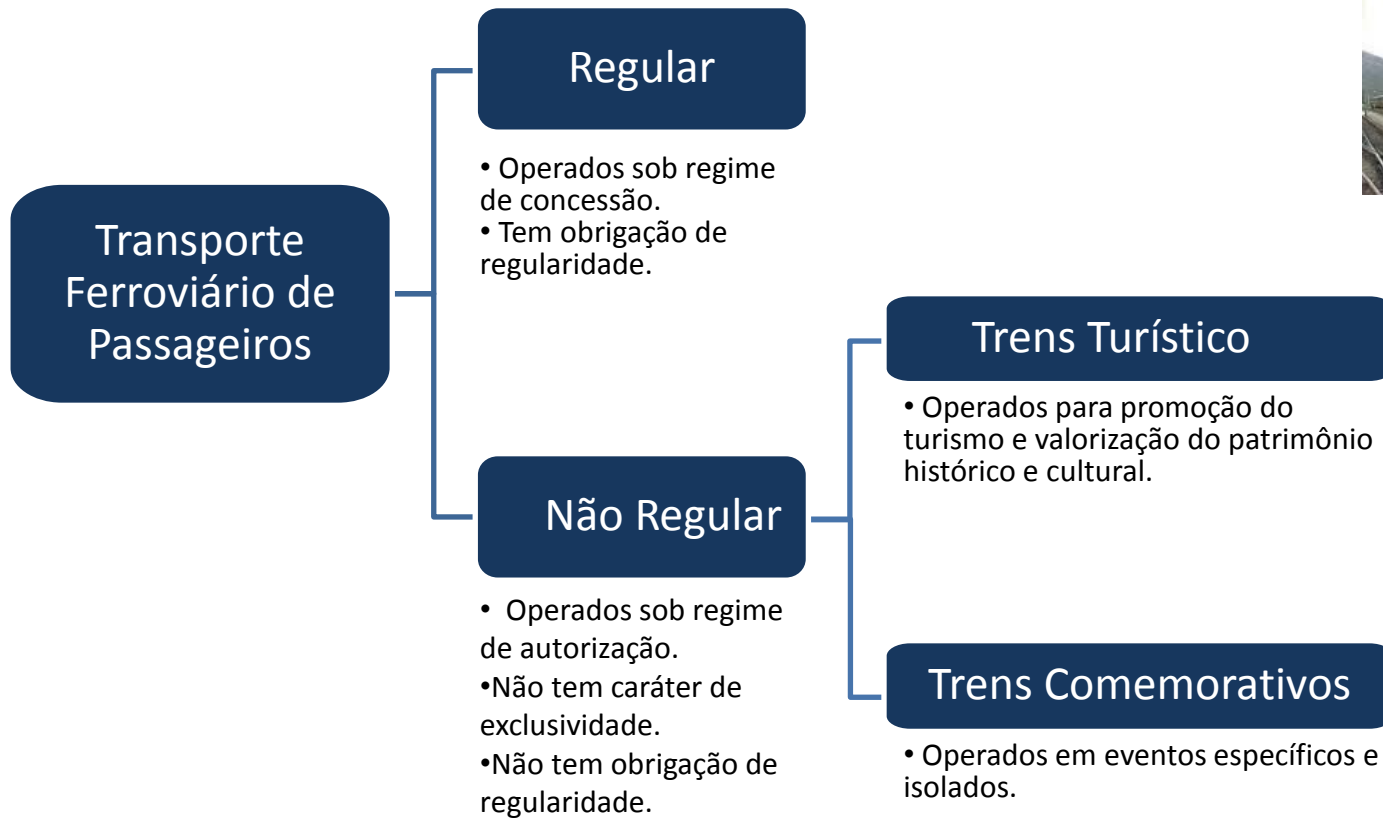 Transporte
Ferroviário de
Passageiros
Regular
• Operados sob regime
de concessão.
• Tem obrigação de
regularidade.
Não Regular
• Operados sob regime
de autorização.
•Não tem caráter de
exclusividade.
•Não tem obrigação de
regularidade.
Trens Turístico
• Operados para promoção do
turismo e valorização do patrimônio
histórico e cultural.
Trens Comemorativos
• Operados em eventos específicos e
isolados.